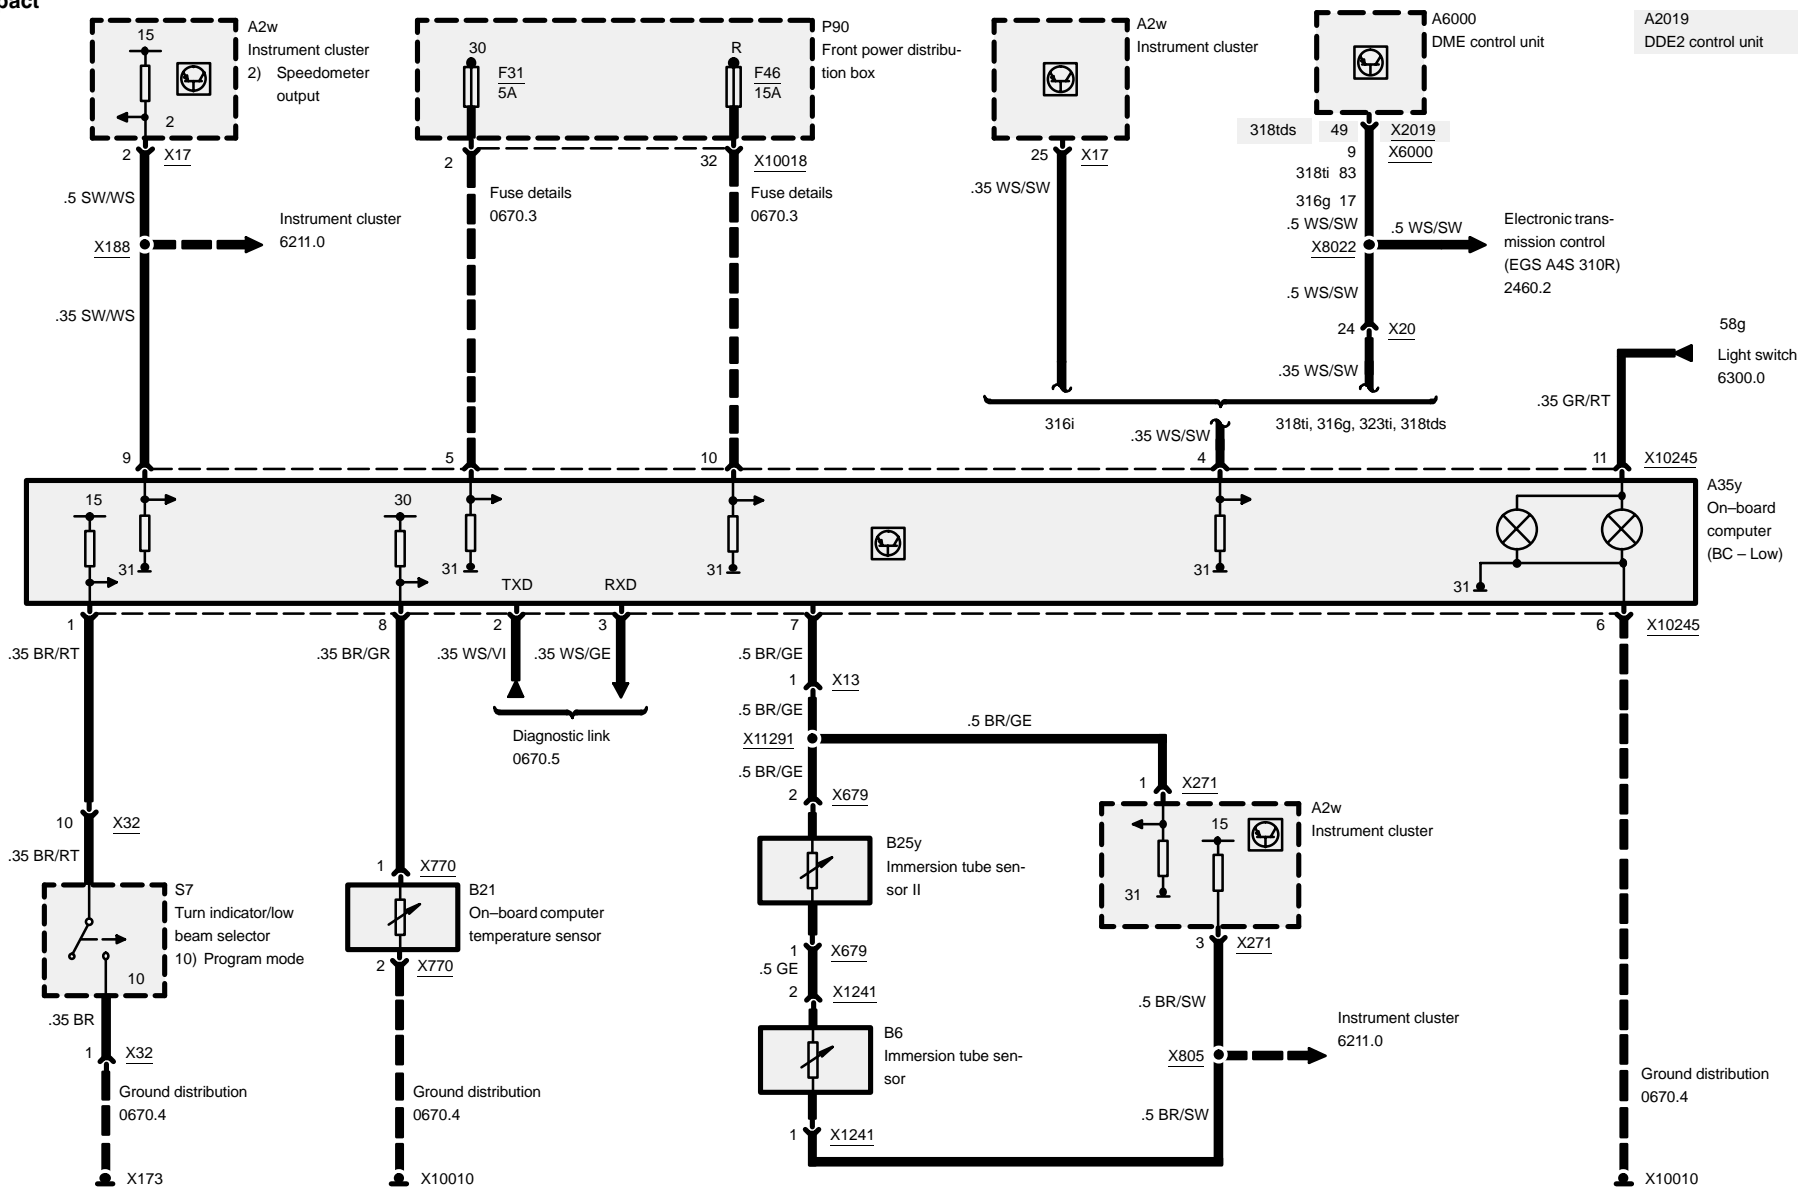 pact
15
2
A2w
Instrument cluster
2) Speedometer
output
2 X17
.5 SW/WS
X188
Instrument cluster
6211.0
.35 SW/WS
30
F31
5A
R
F46
15A
P90
Front power distribu-
tion box
2
32 X10018
Fuse details
0670.3
Fuse details
0670.3
A2w
Instrument cluster
25 X17
.35 WS/SW
A6000
DME control unit
A2019
DDE2 control unit
318tds 49 X2019
9 X6000
318ti 83
316g 17
.5 WS/SW
.5 WS/SW
X8022
Electronic trans-
mission control
(EGS A4S 310R)
2460.2
.5 WS/SW
24 X20
.35 WS/SW
316i
318ti, 316g, 323ti, 318tds
.35 WS/SW
58g
Light switch
6300.0
.35 GR/RT
9
5
10
4
11 X10245
A35y
On–board
computer
(BC – Low)
15
31
30
31
TXD
RXD
31
31
31
1
8
2
3
7
6 X10245
.35 BR/RT
.35 BR/GR
.35 WS/VI
.35 WS/GE
.5 BR/GE
Diagnostic link
0670.5
1 X13
.5 BR/GE
.5 BR/GE
X11291
.5 BR/GE
2 X679
1 X271
10 X32
.35 BR/RT
S7
Turn indicator/low
beam selector
10) Program mode
10
.35 BR
1 X32
Ground distribution
0670.4
X173
1 X770
B21
On–board computer
temperature sensor
2 X770
Ground distribution
0670.4
X10010
B25y
Immersion tube sen-
sor II
1 X679
.5 GE
2 X1241
B6
Immersion tube sen-
sor
1 X1241
A2w
Instrument cluster
15
31
3 X271
.5 BR/SW
X805
Instrument cluster
6211.0
.5 BR/SW
Ground distribution
0670.4
X10010